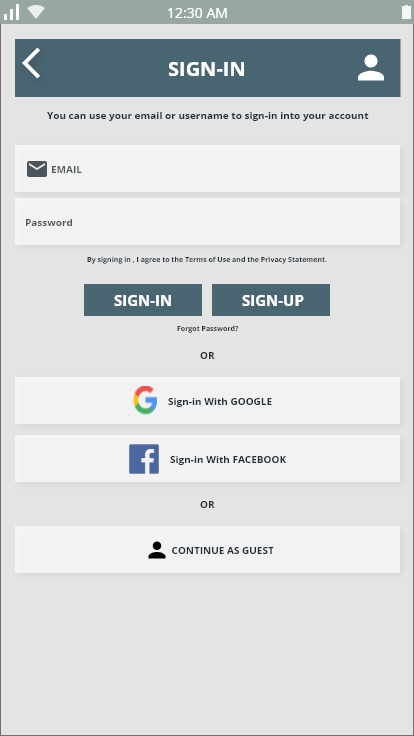 12:30 AM
SIGN-IN
You can use your email or username to sign-in into your account
EMAIL
Password
By signing in , I agree to the Terms of Use and the Privacy Statement.
SIGN-IN SIGN-UP
Forgot Password?
OR
Sign-in With GOOGLE
Sign-in With FACEBOOK
OR
CONTINUE AS GUEST